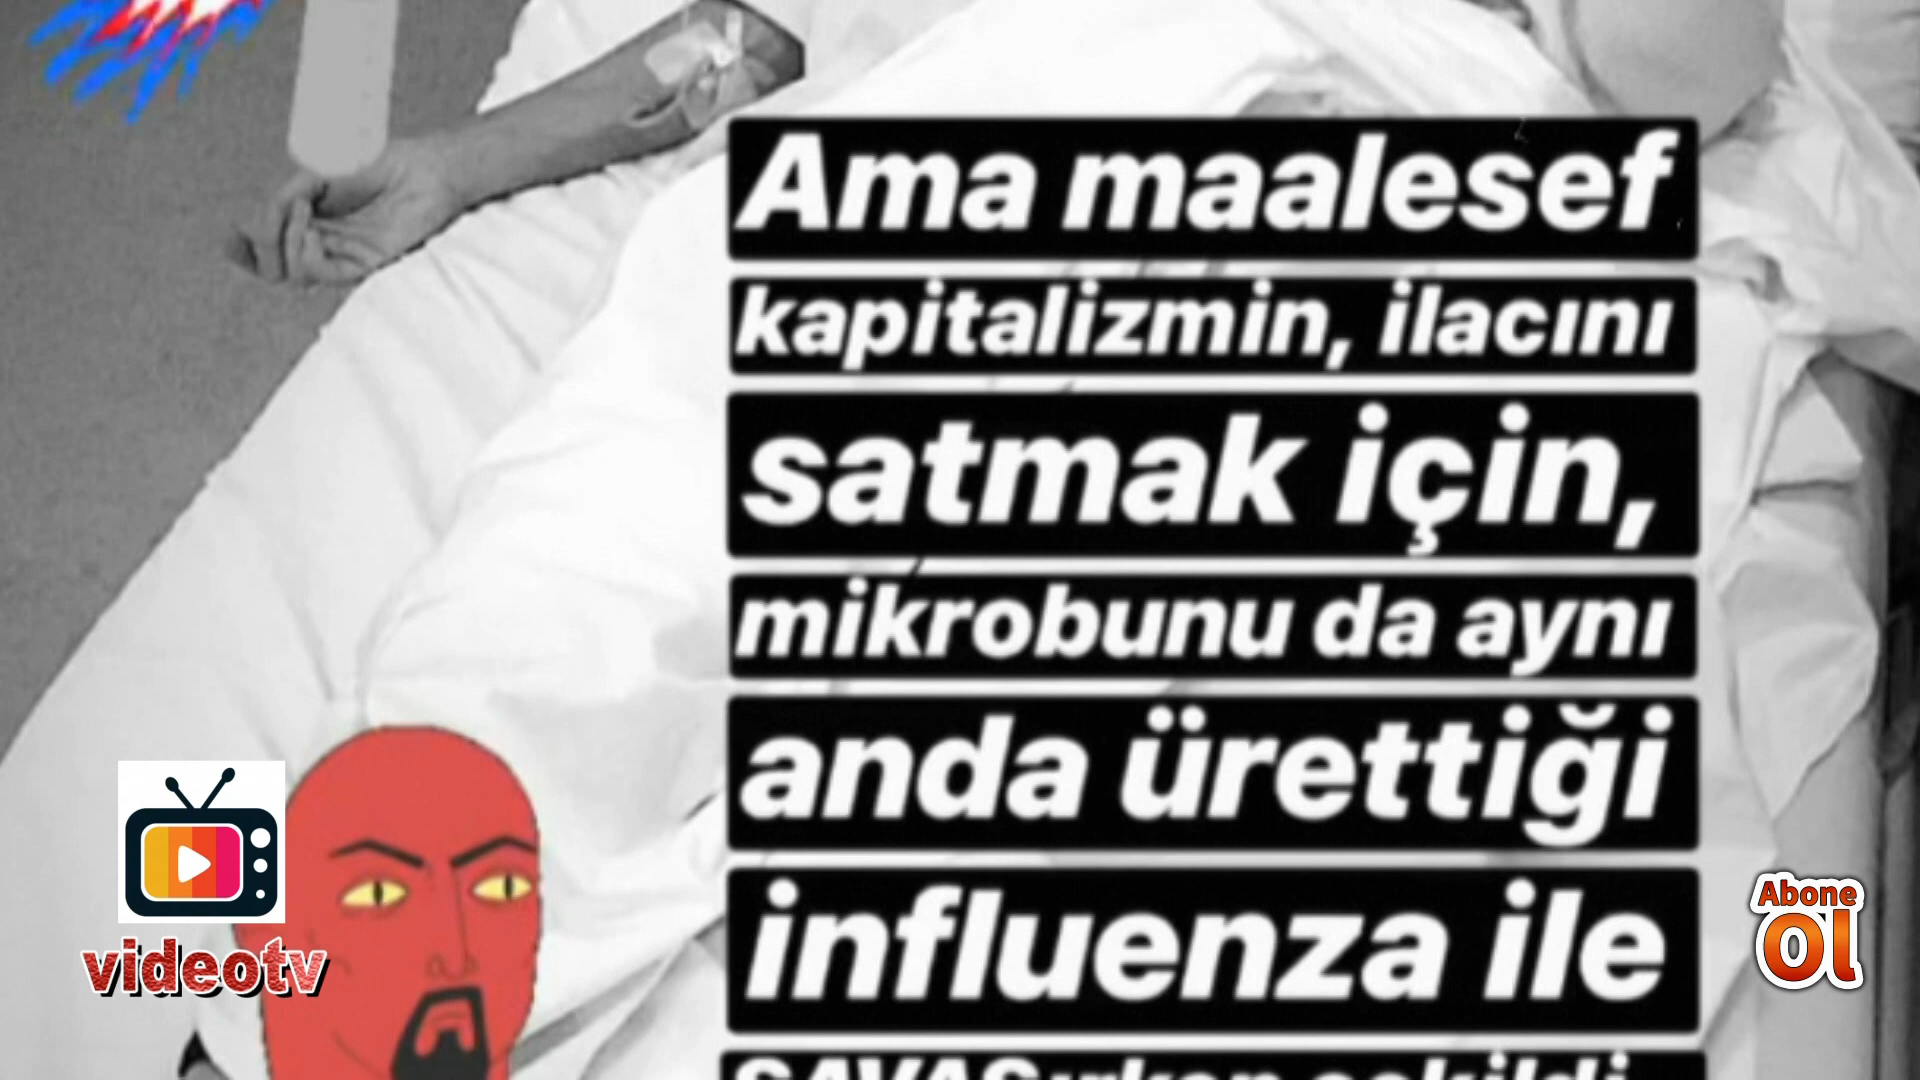 Ama maalesef
kapitalizmin, ilacını
satmak için,
mikrobunu da aynı
anda ürettiği
influenza ile
videotv
Abone
Ol